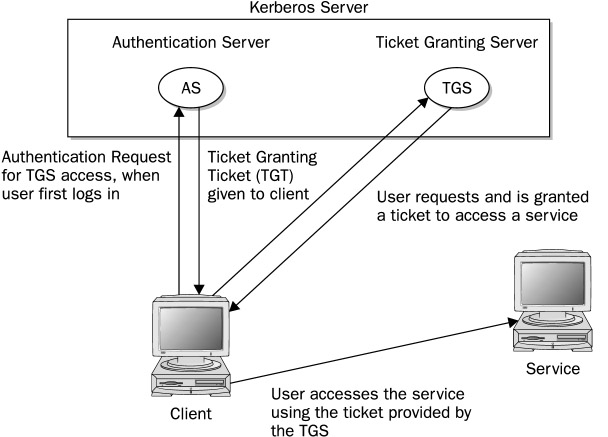 Kerberos Server
Authentication Server
Ticket Granting Server
AS
TGS
Authentication Request
for TGS access, when
user first logs in
Ticket Granting
Ticket (TGT)
given to client
User requests and is granted
a ticket to access a service
Service
Client
User accesses the service
using the ticket provided by
the TGS